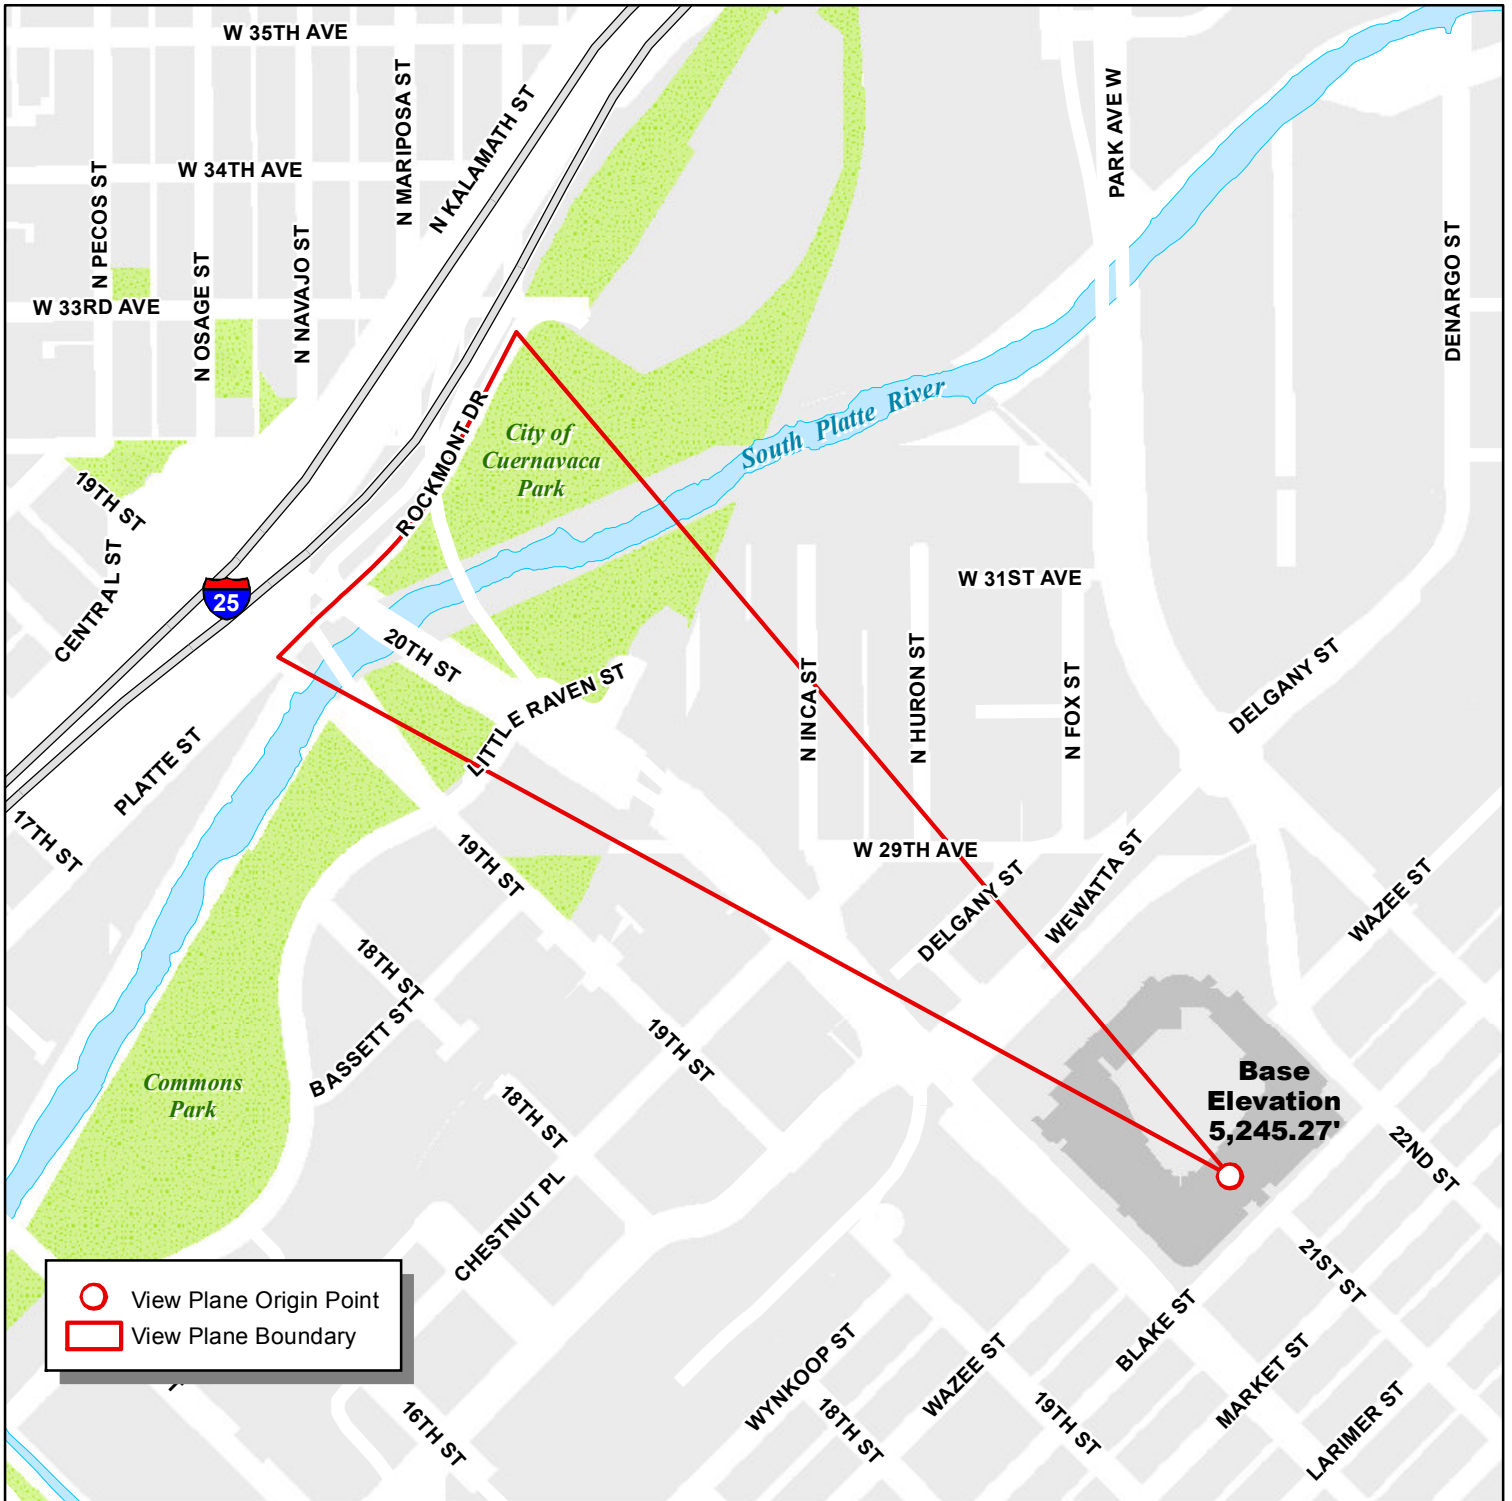 W 35TH AVE
N MARIPOSA ST
N KALAMATH ST
PARK AVE W
W 34TH AVE
N PECOS ST
N OSAGE ST
N NAVAJO ST
DENARGO ST
W 33RD AVE
ROCKMONT DR
City of
Cuernavaca
Park
South Platte River
19TH ST
CENTRAL ST
25
W 31ST AVE
20TH ST
N INCA ST
N HURON ST
N FOX ST
DELGANY ST
LITTLE RAVEN ST
PLATTE ST
17TH ST
19TH ST
W 29TH AVE
DELGANY ST
WEWATTA ST
WAZEE ST
18TH ST
BASSETT ST
19TH ST
Commons
Park
18TH ST
Base
Elevation
5,245.27'
22ND ST
CHESTNUT PL
21ST ST
View Plane Origin Point
View Plane Boundary
BLAKE ST
WYNKOOP ST
WAZEE ST
MARKET ST
16TH ST
18TH ST
19TH ST
LARIMER ST